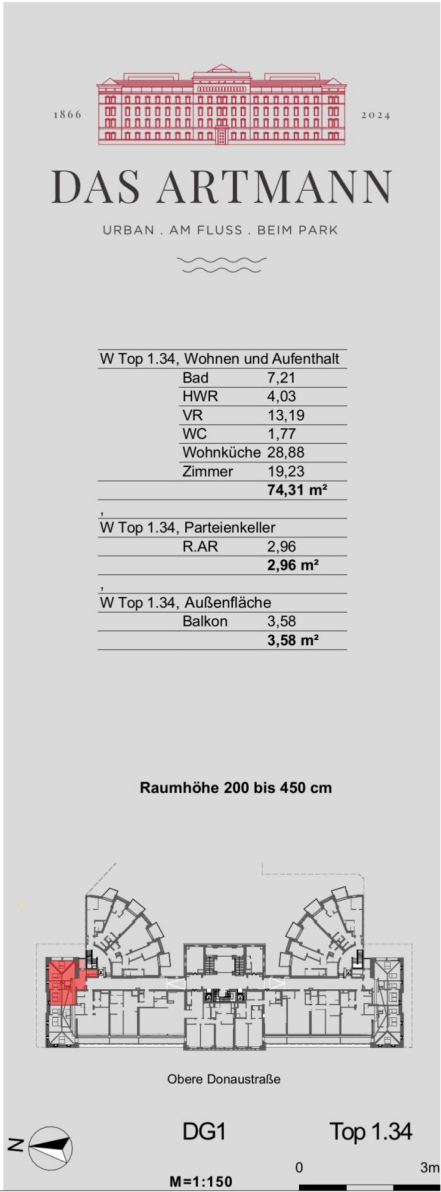 1866
2024
DAS ARTMANN
URBAN . AM FLUSS . BEIM PARK
W Top 1.34, Wohnen und Aufenthalt
Bad 7,21
HWR 4,03
VR 13,19
WC 1,77
Wohnküche 28,88
Zimmer 19,23
74,31 m²
,
W Top 1.34, Parteienkeller
R.AR 2,96
2,96 m²
,
W Top 1.34, Außenfläche
Balkon 3,58
3,58 m²
Raumhöhe 200 bis 450 cm
Obere Donaustraße
N
DG1 Top 1.34
M=1:150
0 3m